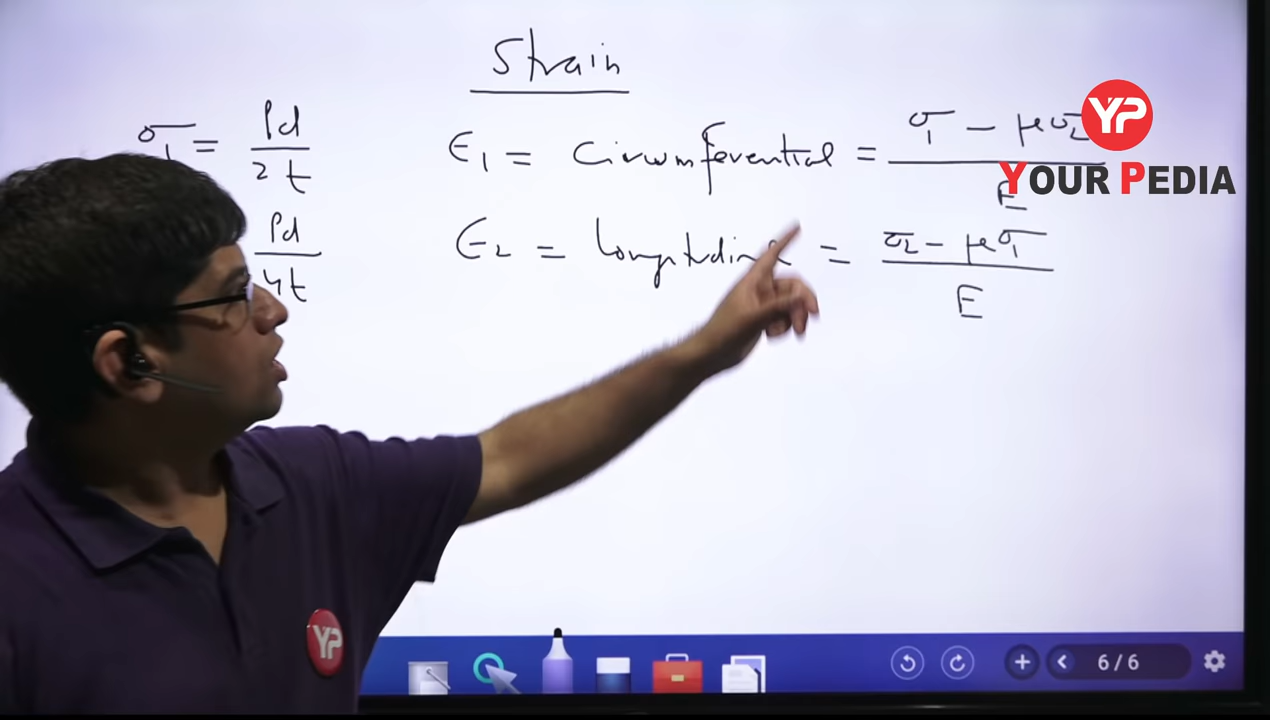 Strain
σ1 = Pd / 2t
ϵ1 = Circumferential = σ1 − μσ2 / E
Pd / 4t
ϵ2 = Longitudinal = σ2 − μσ1 / E
YP
YOUR PEDIA
YP
6/6